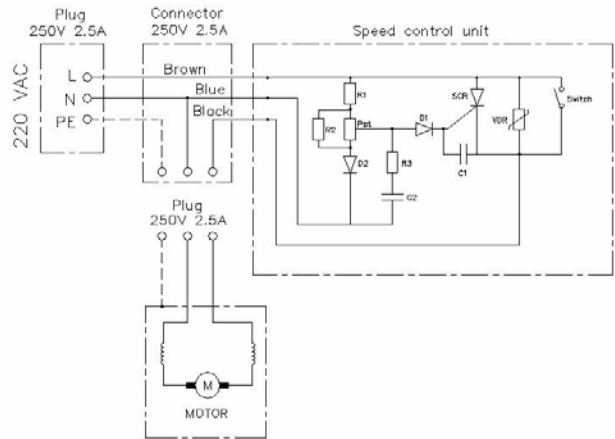 Plug
250V 2.5A
Connector
250V 2.5A
Speed control unit
220 VAC
L
N
PE
Brown
Blue
Black
R1
R2
Pot
D1
D2
R3
C2
SCR
C1
VDR
Switch
Plug
250V 2.5A
M
MOTOR